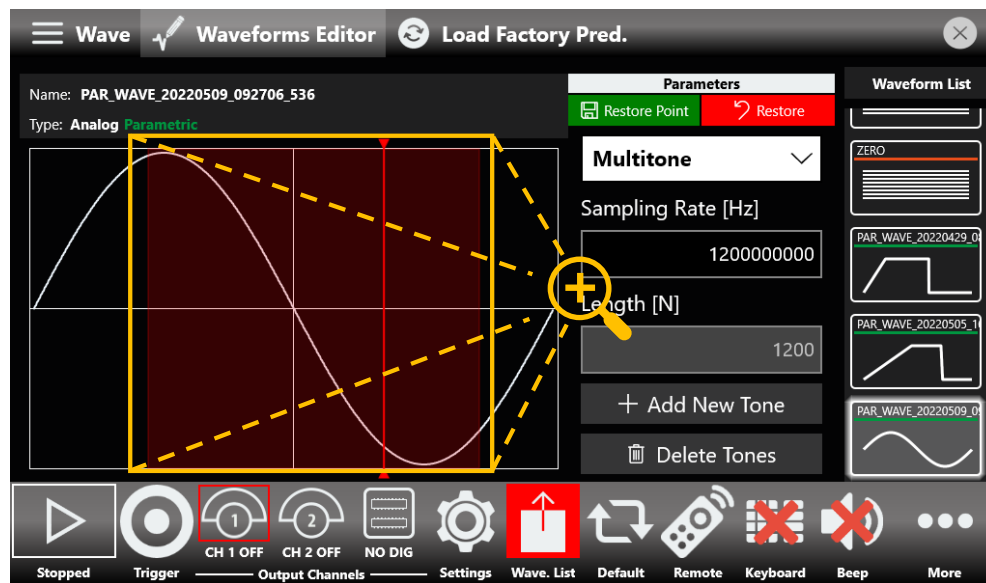 Wave
Waveforms Editor
Load Factory Pred.
Name: PAR_WAVE_20220509_092706_536
Type: Analog Parametric
Parameters
Restore Point
Restore
Multitone
Sampling Rate [Hz]
1200000000
Length [N]
1200
Add New Tone
Delete Tones
Waveform List
ZERO
PAR_WAVE_20220429_0
PAR_WAVE_20220505_1
PAR_WAVE_20220509_0
1
2
CH 1 OFF
CH 2 OFF
NO DIG
Stopped
Trigger
Output Channels
Settings
Wave. List
Default
Remote
Keyboard
Beep
More